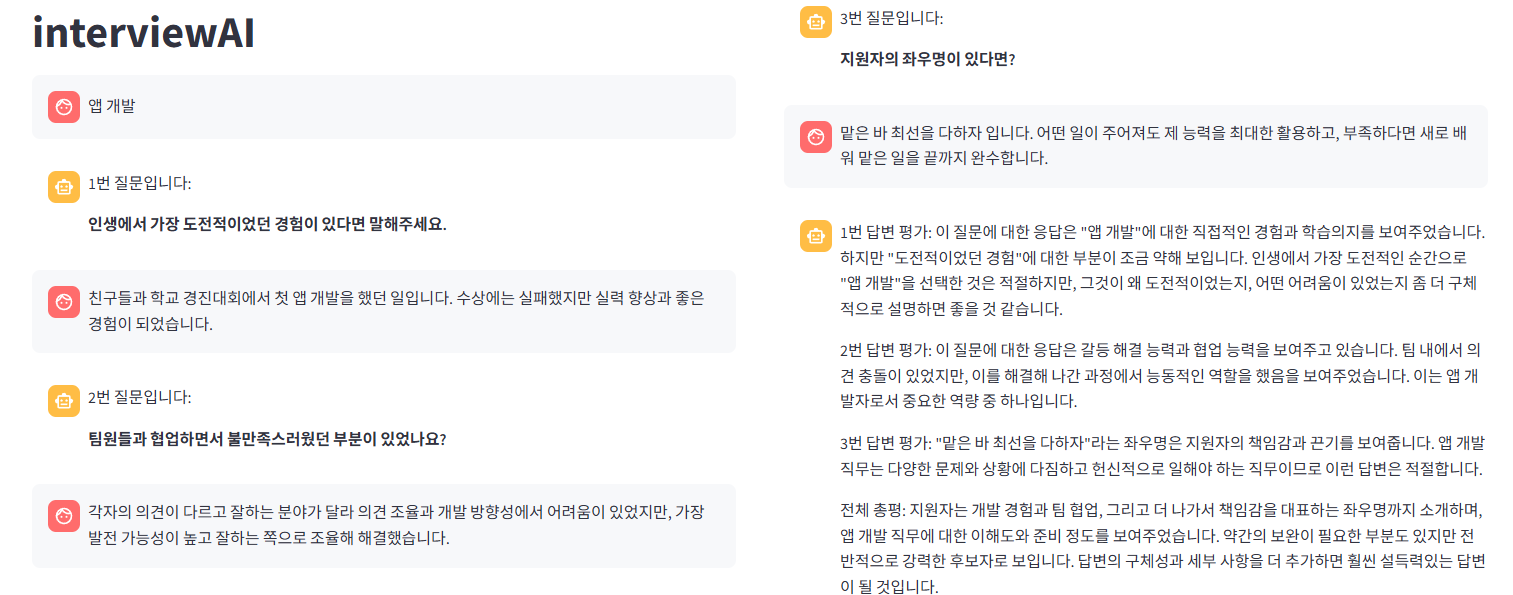 interviewAI
앱 개발
1번 질문입니다:
인생에서 가장 도전적이었던 경험이 있다면 말해주세요.
친구들과 학교 경진대회에서 첫 앱 개발을 했던 일입니다. 수상에는 실패했지만 실력 향상과 좋은
경험이 되었습니다.
2번 질문입니다:
팀원들과 협업하면서 불만족스러웠던 부분이 있었나요?
각자의 의견이 다르고 잘하는 분야가 달라 의견 조율과 개발 방향성에서 어려움이 있었지만, 가장
발전 가능성이 높고 잘하는 쪽으로 조율해 해결했습니다.
3번 질문입니다:
지원자의 좌우명이 있다면?
맡은 바 최선을 다하자 입니다. 어떤 일이 주어져도 제 능력을 최대한 활용하고, 부족하다면 새로 배
워 맡은 일을 끝까지 완수합니다.
1번 답변 평가: 이 질문에 대한 응답은 "앱 개발"에 대한 직접적인 경험과 학습의지를 보여주었습니다.
하지만 "도전적이었던 경험"에 대한 부분이 조금 약해 보입니다. 인생에서 가장 도전적인 순간으로
"앱 개발"을 선택한 것은 적절하지만, 그것이 왜 도전적이었는지, 어떤 어려움이 있었는지 좀 더 구체
적으로 설명하면 좋을 것 같습니다.
2번 답변 평가: 이 질문에 대한 응답은 갈등 해결 능력과 협업 능력을 보여주고 있습니다. 팀 내에서 의
견 충돌이 있었지만, 이를 해결해 나간 과정에서 능동적인 역할을 했음을 보여주었습니다. 이는 앱 개
발자로서 중요한 역량 중 하나입니다.
3번 답변 평가: "맡은 바 최선을 다하자"라는 좌우명은 지원자의 책임감과 끈기를 보여줍니다. 앱 개발
직무는 다양한 문제와 상황에 다짐하고 헌신적으로 일해야 하는 직무이므로 이런 답변은 적절합니다.
전체 총평: 지원자는 개발 경험과 팀 협업, 그리고 더 나가서 책임감을 대표하는 좌우명까지 소개하며,
앱 개발 직무에 대한 이해도와 준비 정도를 보여주었습니다. 약간의 보완이 필요한 부분도 있지만 전
반적으로 강력한 후보자로 보입니다. 답변의 구체성과 세부 사항을 더 추가하면 훨씬 설득력있는 답변
이 될 것입니다.